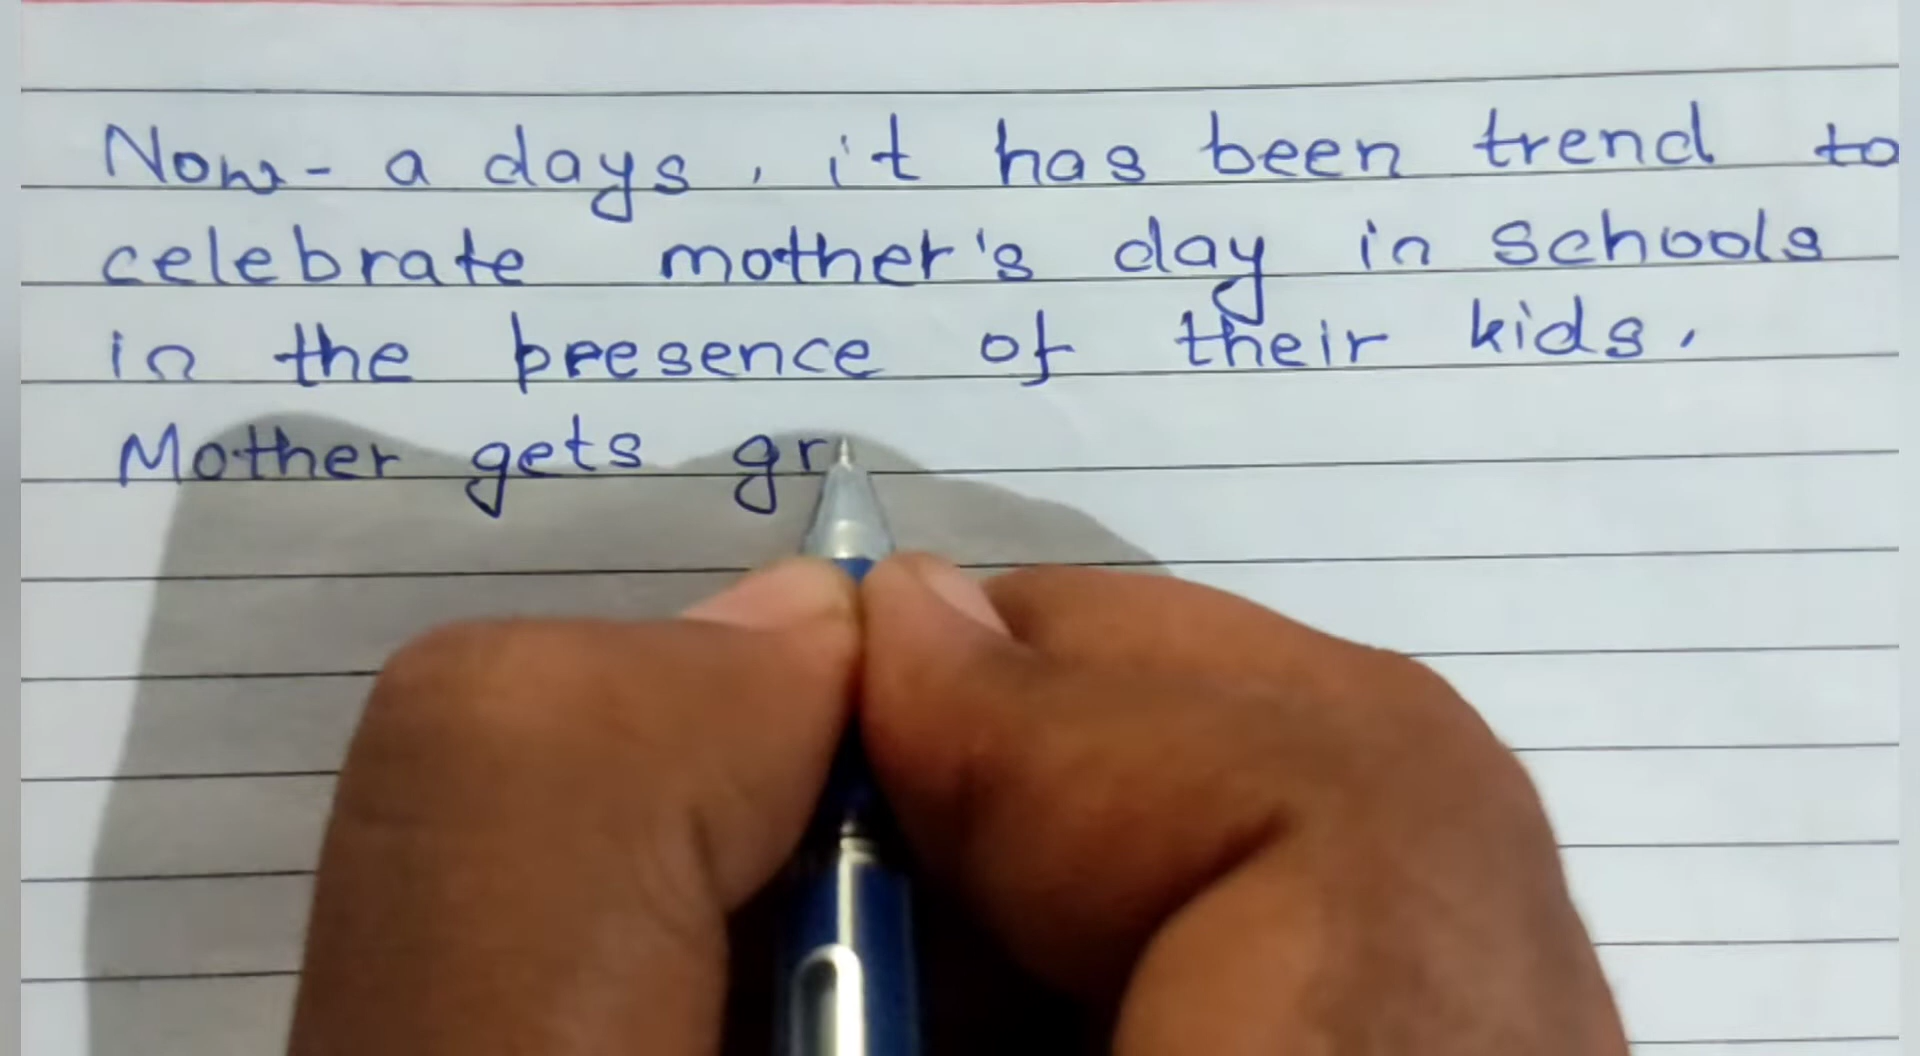 Now- a days, it has been trend to
celebrate mother's day in schools
in the presence of their kids.
Mother gets gr